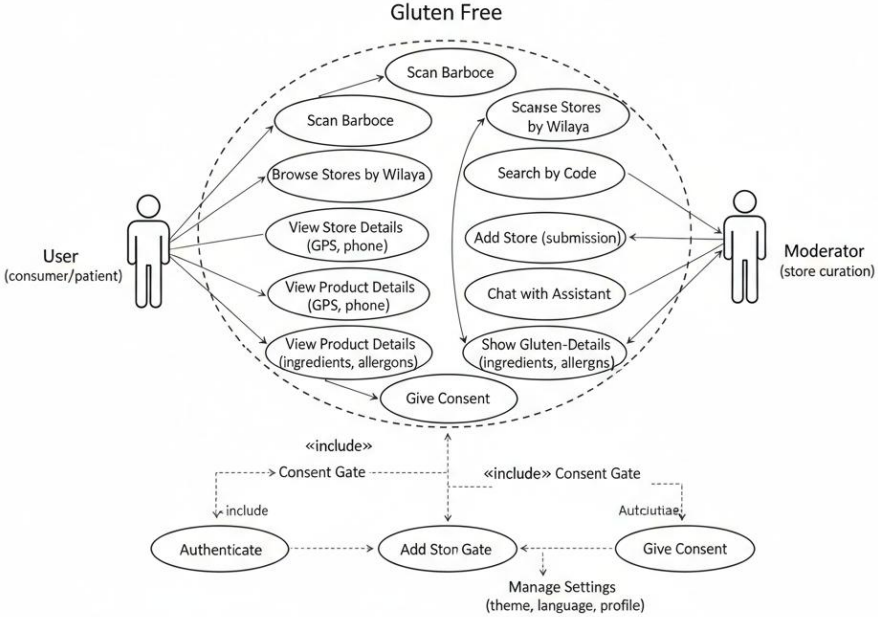 Gluten Free
Scan Barboce
Scan Barboce
Scanse Stores
by Wilaya
Browse Stores by Wilaya
Search by Code
View Store Details
(GPS, phone)
Add Store (submission)
User
(consumer/patient)
Moderator
(store curation)
View Product Details
(GPS, phone)
Chat with Assistant
View Product Details
(ingredients, allergons)
Show Gluten-Details
(ingredients, allergns)
Give Consent
«include»
Consent Gate
«include» Consent Gate
include
Authenticate
Add Ston Gate
Give Consent
Manage Settings
(theme, language, profile)